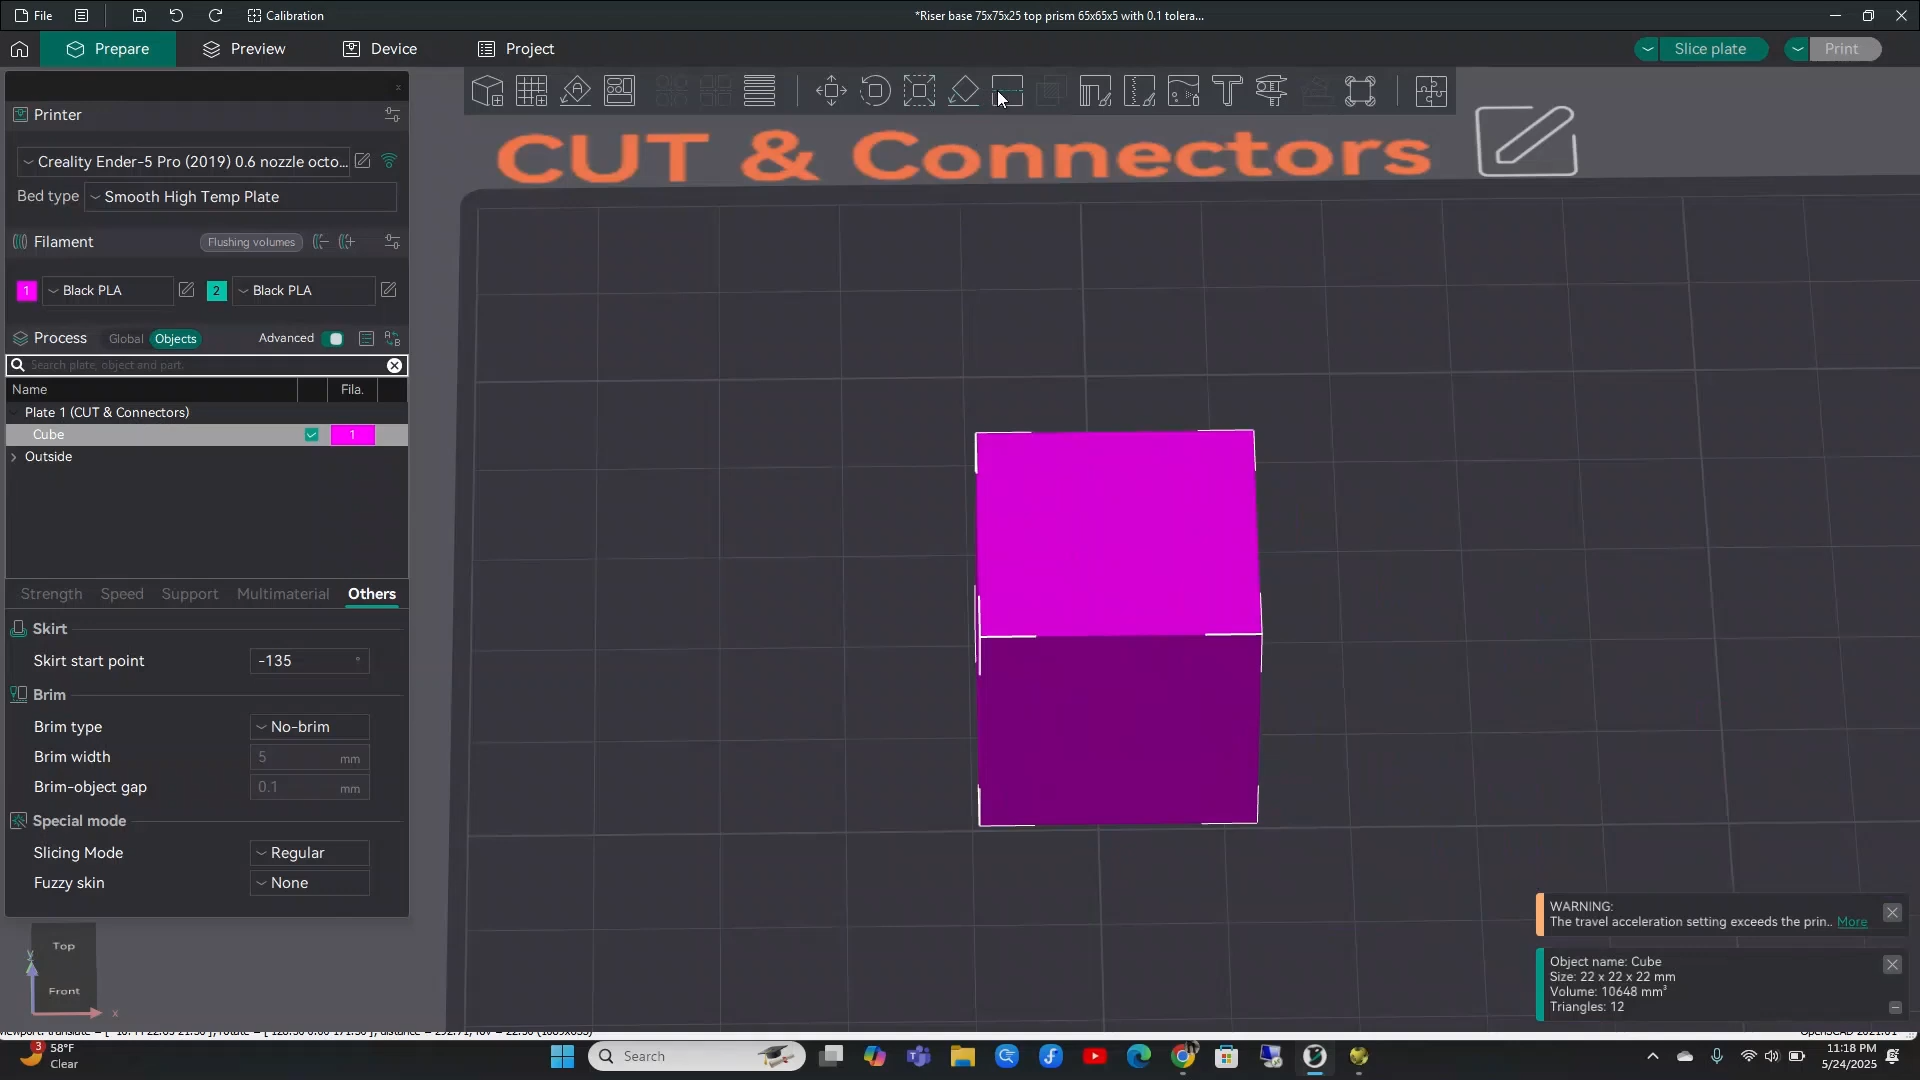 File
Calibration
*Riser base 75x75x25 top prism 65x65x5 with 0.1 tolera...
Prepare
Preview
Device
Project
Slice plate
Print
CUT & Connectors
Printer
Creality Ender-5 Pro (2019) 0.6 nozzle octo...
Bed type
Smooth High Temp Plate
Filament
Flushing volumes
1
Black PLA
2
Black PLA
Process
Global
Objects
Advanced
Search plate, object and part.
Name
Fila.
Plate 1 (CUT & Connectors)
Cube
1
Outside
Strength
Speed
Support
Multimaterial
Others
Skirt
Skirt start point
-135
°
Brim
Brim type
No-brim
Brim width
5
mm
Brim-object gap
0.1
mm
Special mode
Slicing Mode
Regular
Fuzzy skin
None
Top
Front
y
x
WARNING:
The travel acceleration setting exceeds the prin.. More
Object name: Cube
Size: 22 x 22 x 22 mm
Volume: 10648 mm³
Triangles: 12
3
58°F
Clear
Search
11:18 PM
5/24/2025